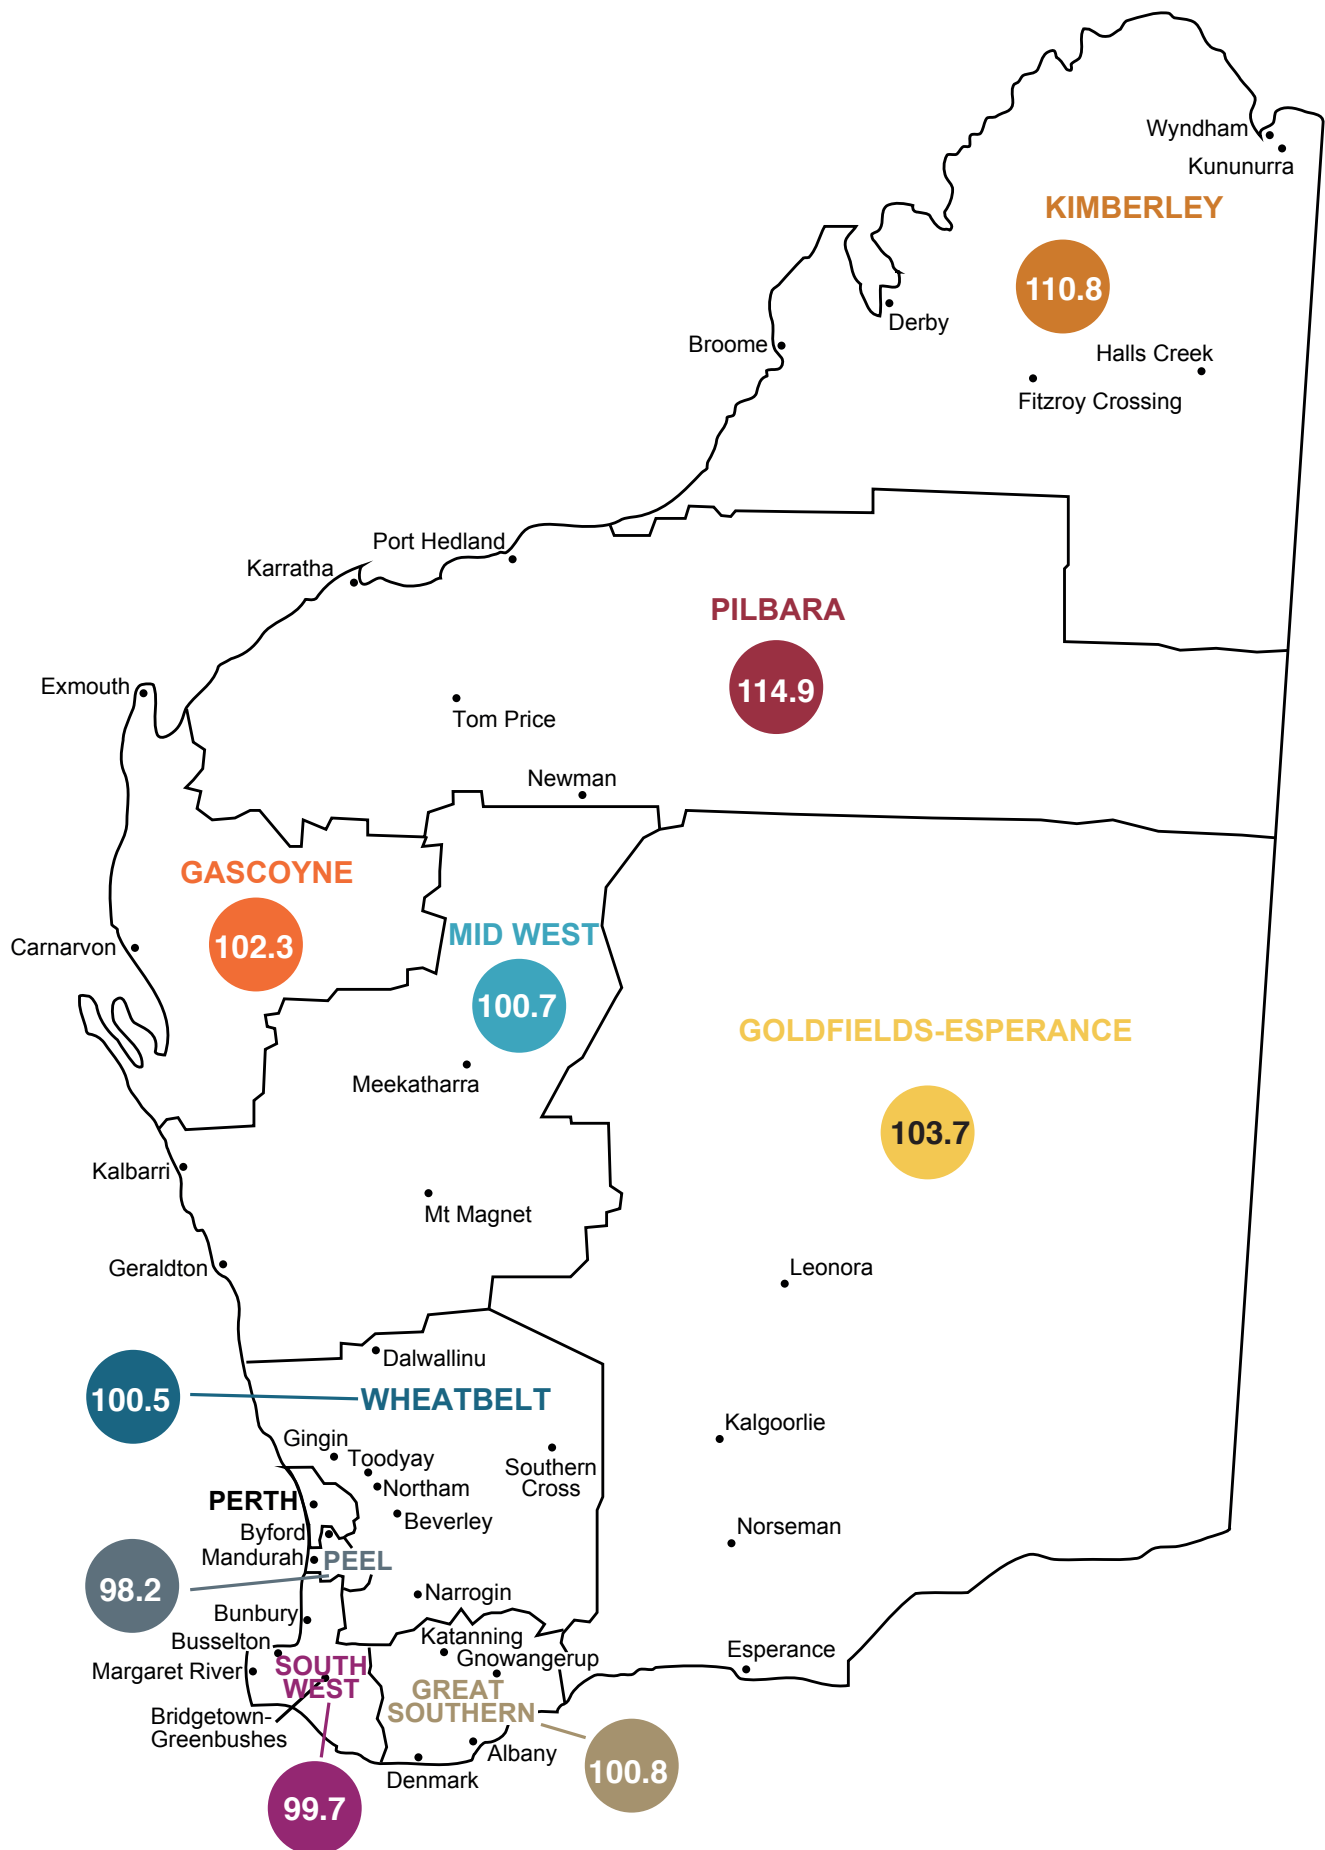 Wyndham
Kununurra
KIMBERLEY
110.8
Derby
Broome
Halls Creek
Fitzroy Crossing
Port Hedland
Karratha
PILBARA
114.9
Exmouth
Tom Price
Newman
GASCOYNE
102.3
MID WEST
100.7
Carnarvon
GOLDFIELDS-ESPERANCE
103.7
Meekatharra
Kalbarri
Mt Magnet
Geraldton
Leonora
Dalwallinu
100.5
WHEATBELT
Kalgoorlie
Gingin
Toodyay
Southern
Cross
Northam
PERTH
Beverley
Byford
Norseman
Mandurah
PEEL
98.2
Narrogin
Bunbury
Katanning
Busselton
Gnowangerup
Esperance
Margaret River
SOUTH
WEST
GREAT
SOUTHERN
Bridgetown-
Greenbushes
Albany
Denmark
100.8
99.7